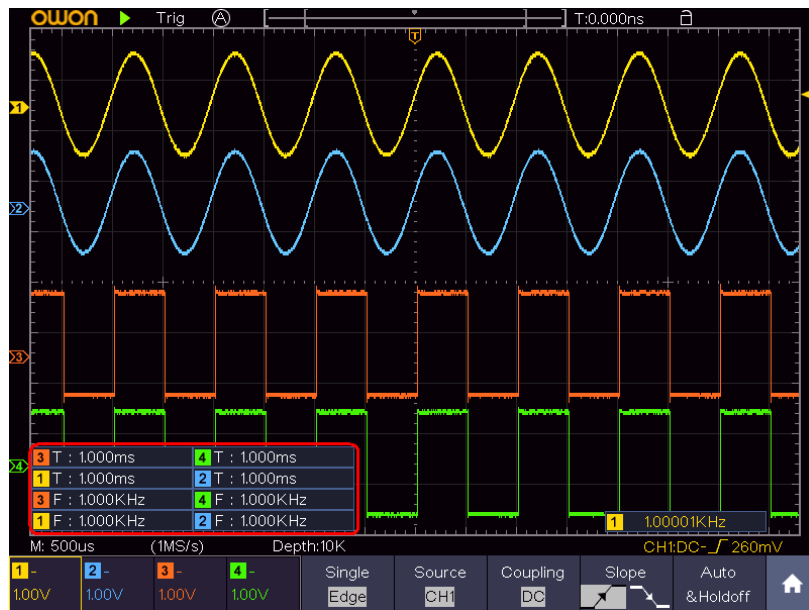 OWON Trig A T:0.000ns
T
1
2
3
4
3 T : 1.000ms 4 T : 1.000ms
1 T : 1.000ms 2 T : 1.000ms
3 F : 1.000KHz 4 F : 1.000KHz
1 F : 1.000KHz 2 F : 1.000KHz
1 1.00001KHz
M: 500us (1MS/s) Depth:10K CH1:DC- 260mV
1 - 2 - 3 - 4 - Single Source Coupling Slope Auto
1.00V 1.00V 1.00V 1.00V Edge CH1 DC &Holdoff